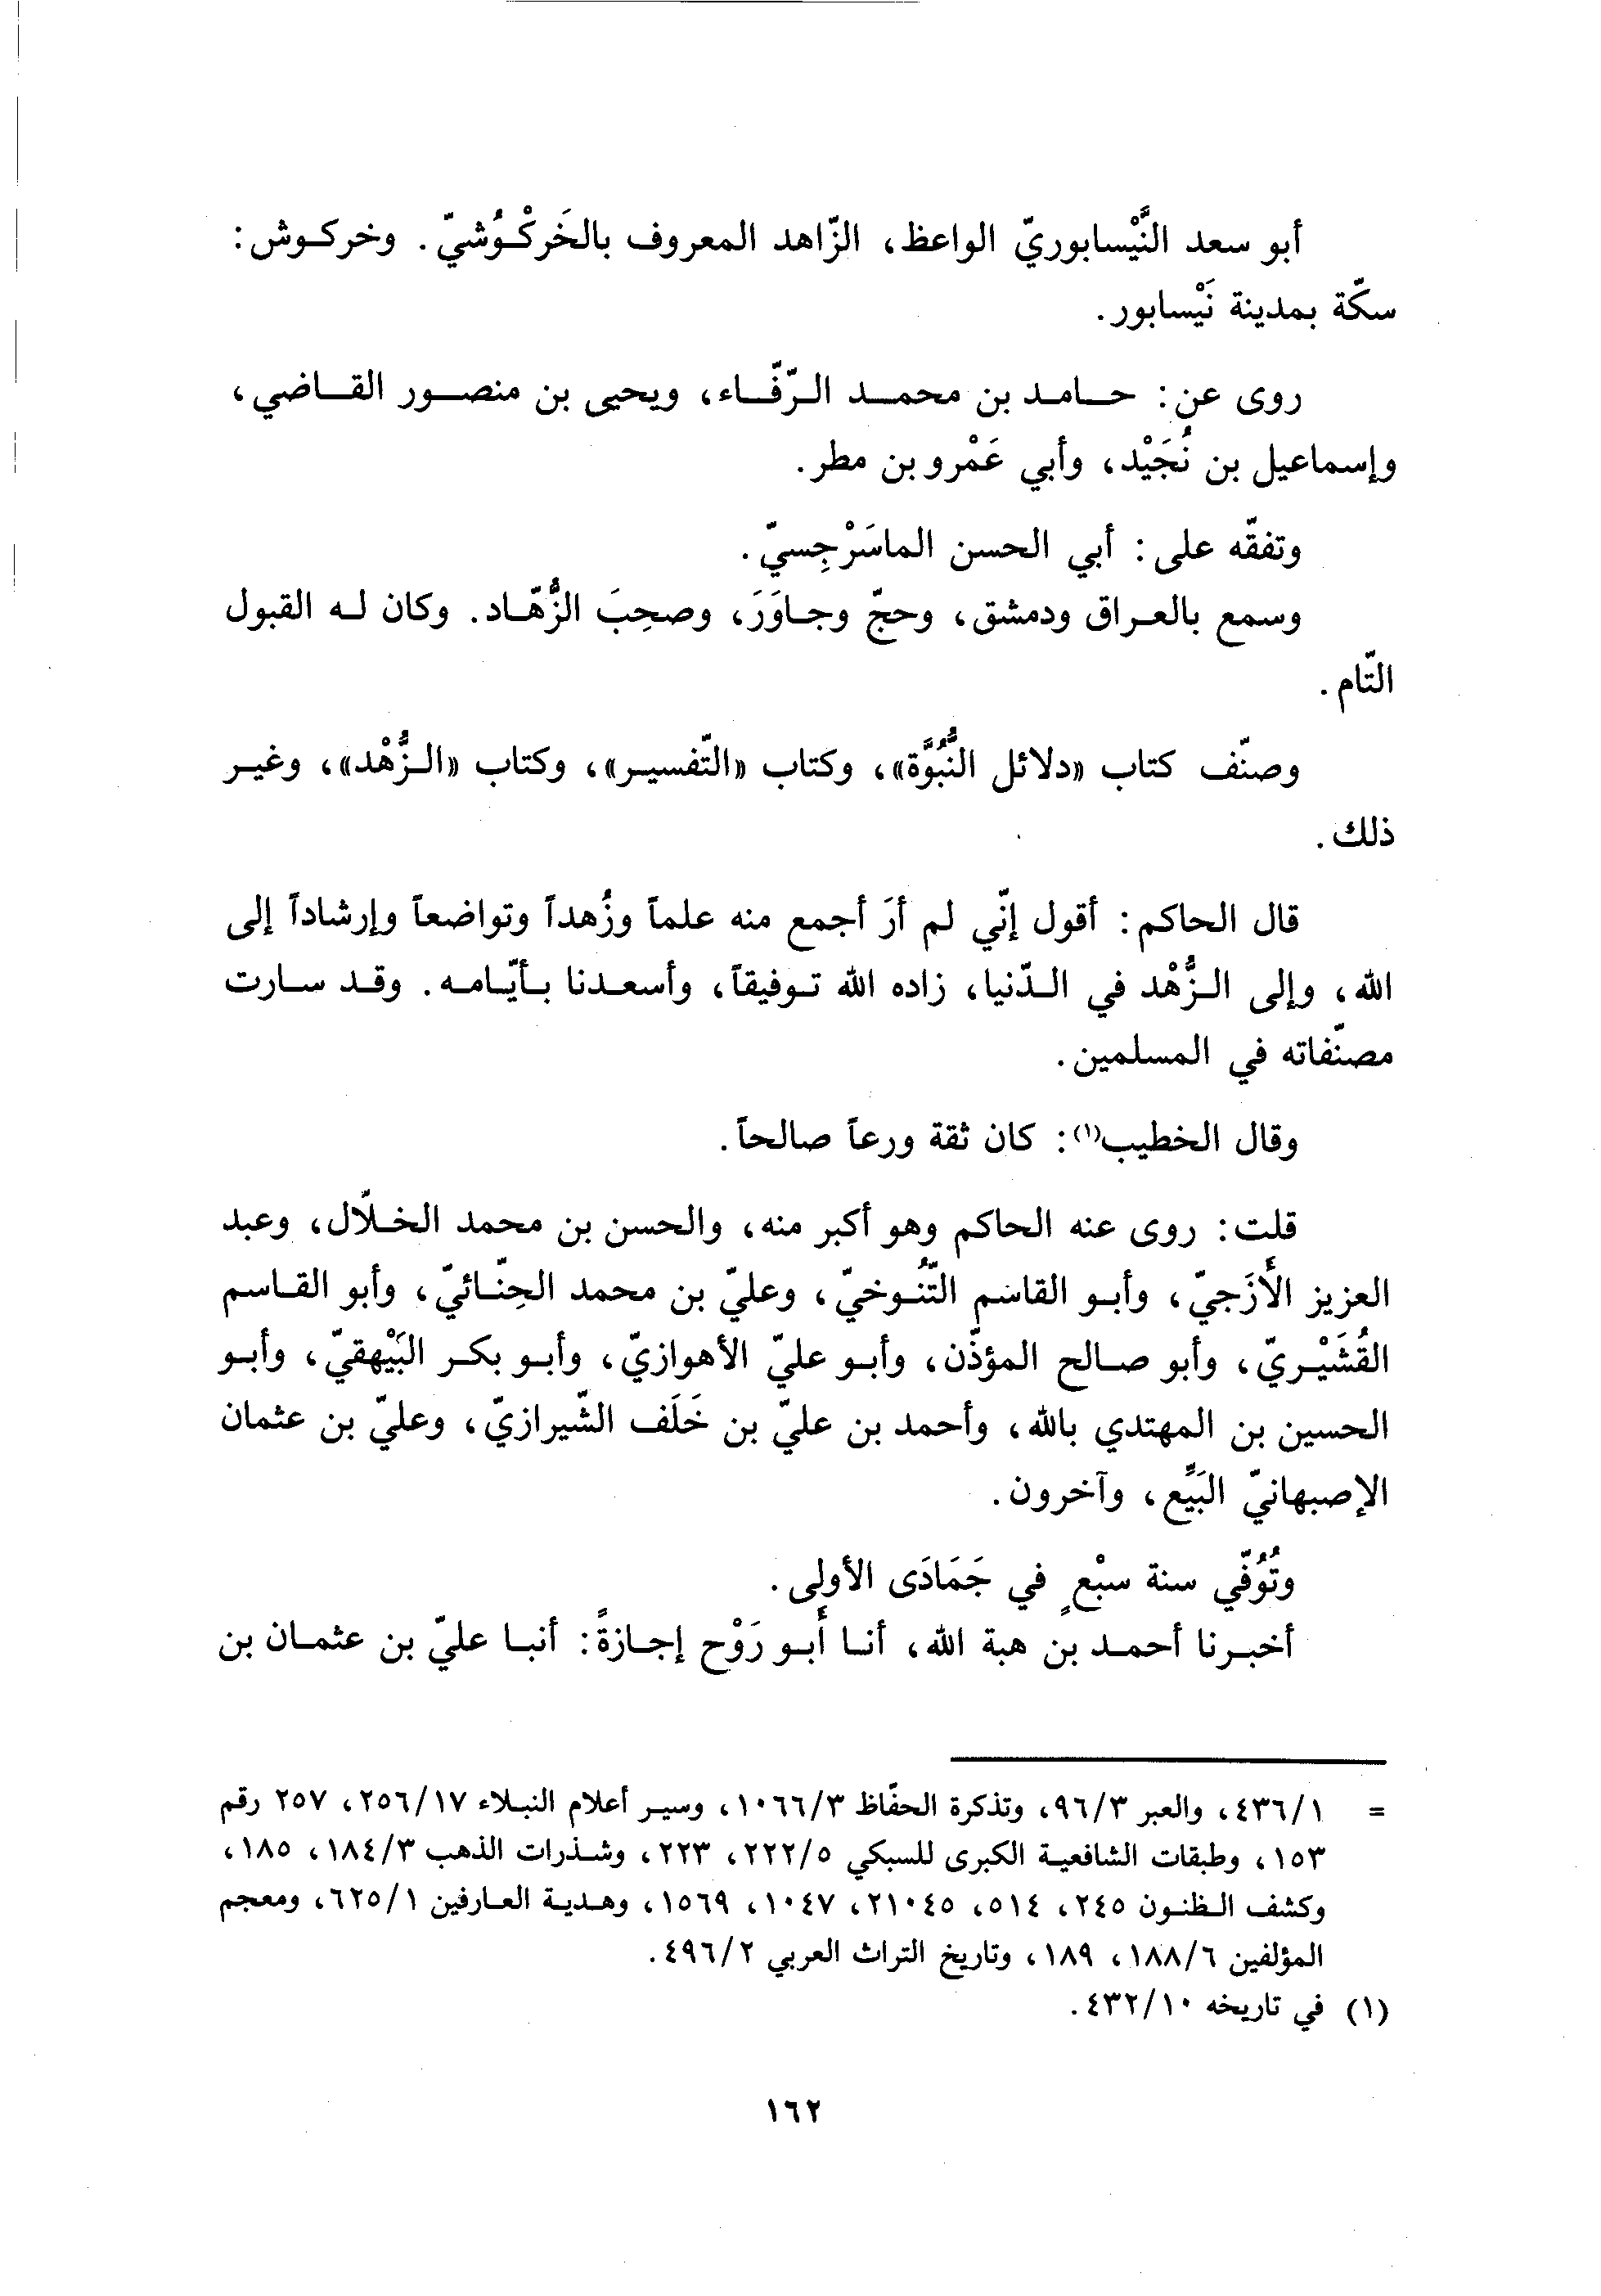 أبو سعد النَّيْسابوريّ الواعظ، الزّاهد المعروف بالخَركْوُشيّ. وخركوش:
سكّة بمدينة نَيْسابور.
روى عن: حامد بن محمد الرّفّاء، ويحيى بن منصور القاضي،
وإسماعيل بن نُجَيْد، وأبي عَمْرو بن مطر.
وتفقّه على: أبي الحسن الماسَرْجِسيّ.
وسمع بالعراق ودمشق، وحجّ وجاوَرَ، وصحِبَ الزُّهّاد. وكان له القبول
التّام.
وصنّف كتاب «دلائل النُّبُوَّة»، وكتاب «التّفسير»، وكتاب «الزُّهْد»، وغير
ذلك.
قال الحاكم: أقول إنّي لم أرَ أجمع منه علماً وزُهداً وتواضعاً وإرشاداً إلى
الله، وإلى الزُّهْد في الدّنيا، زاده الله توفيقاً، وأسعدنا بأيّامه. وقد سارت
مصنّفاته في المسلمين.
وقال الخطيب(١): كان ثقة ورعاً صالحاً.
قلت: روى عنه الحاكم وهو أكبر منه، والحسن بن محمد الخلّال، وعبد
العزيز الأَزَجيّ، وأبو القاسم التَّنُوخيّ، وعليّ بن محمد الحِنّائيّ، وأبو القاسم
القُشَيْريّ، وأبو صالح المؤذّن، وأبو عليّ الأهوازيّ، وأبو بكر البَيْهقيّ، وأبو
الحسين بن المهتدي بالله، وأحمد بن عليّ بن خَلَف الشّيرازيّ، وعليّ بن عثمان
الإصبهانيّ البَيِّع، وآخرون.
وتُوُفّي سنة سبْعٍ في جَمَادَى الأولى.
أخبرنا أحمد بن هبة الله، أنا أبو رَوْح إجازةً: أنبا عليّ بن عثمان بن
= ٤٣٦/١، والعبر ٩٦/٣، وتذكرة الحفّاظ ١٠٦٦/٣، وسير أعلام النبلاء ٢٥٦/١٧، ٢٥٧ رقم
١٥٣، وطبقات الشافعية الكبرى للسبكي ٢٢٢/٥، ٢٢٣، وشذرات الذهب ١٨٤/٣، ١٨٥،
وكشف الظنون ٢٤٥، ٥١٤، ٢١٠٤٥، ١٠٤٧، ١٥٦٩، وهدية العارفين ٦٢٥/١، ومعجم
المؤلفين ١٨٨/٦، ١٨٩، وتاريخ التراث العربي ٤٩٦/٢.
(١) في تاريخه ٤٣٢/١٠.
١٦٢